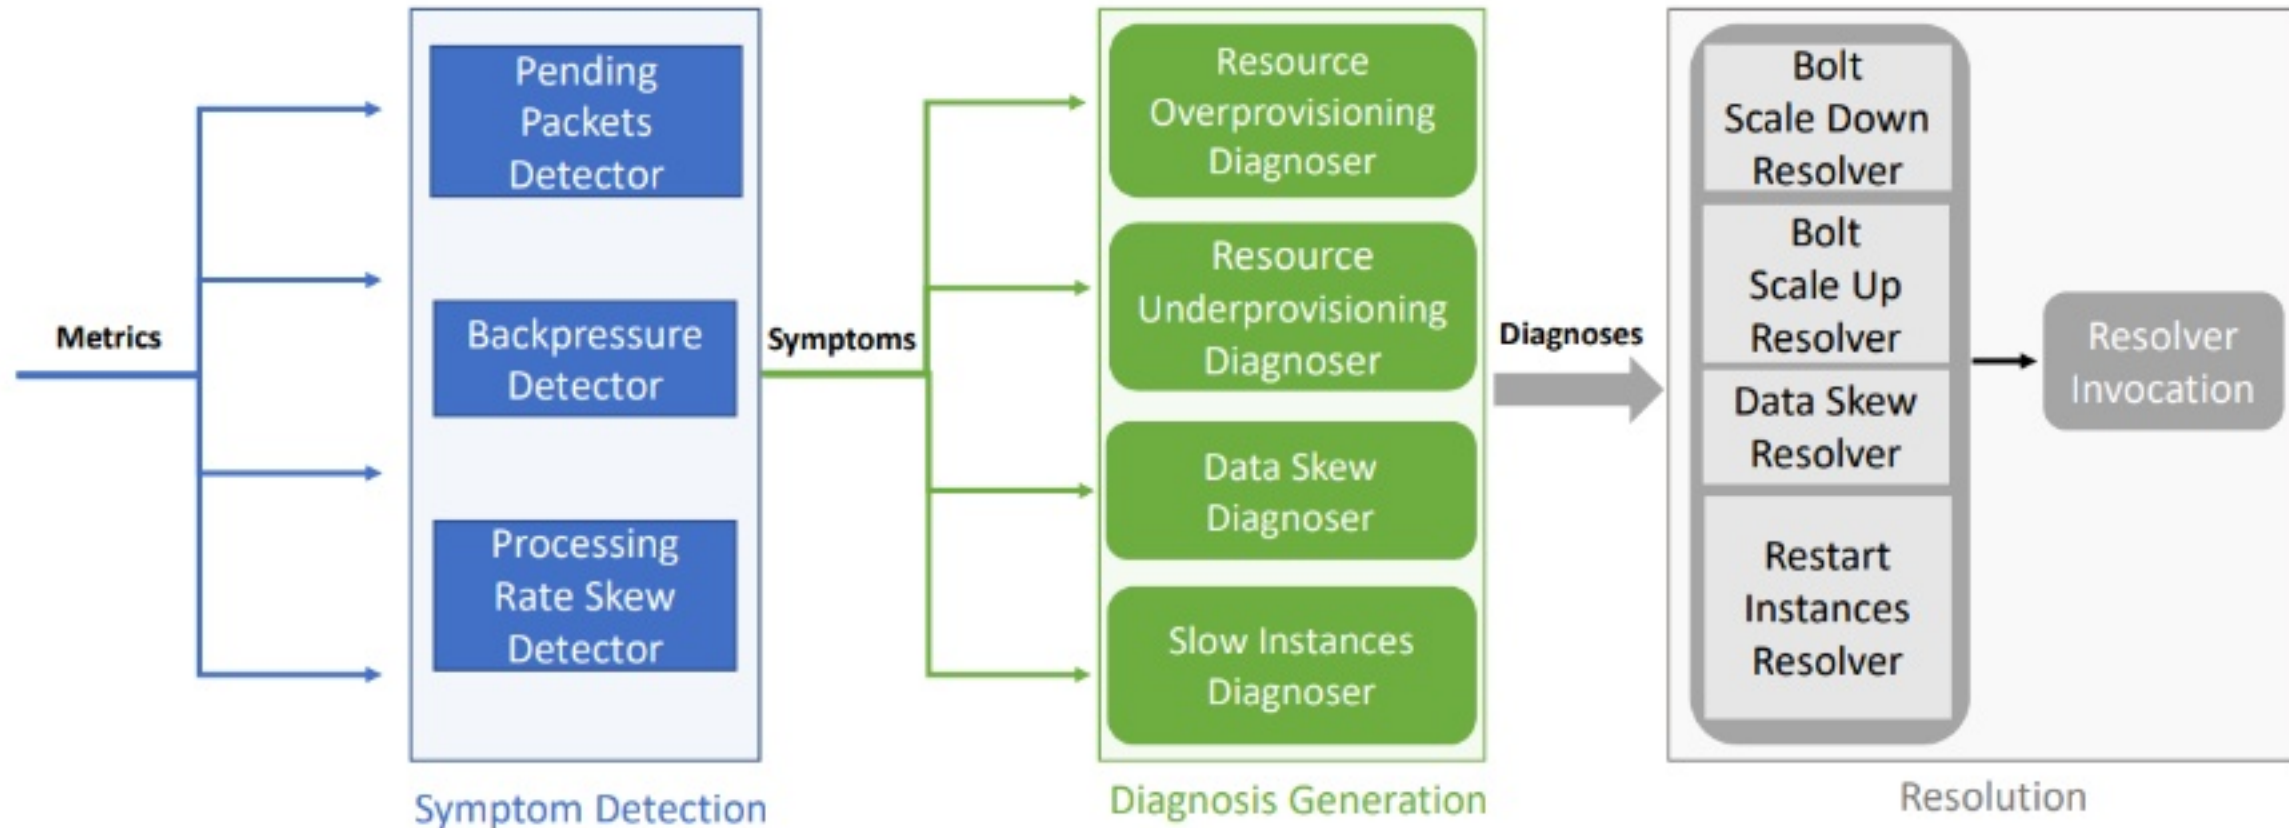 Metrics
Pending
Packets
Detector
Backpressure
Detector
Processing
Rate Skew
Detector
Symptom Detection
Symptoms
Resource
Overprovisioning
Diagnoser
Resource
Underprovisioning
Diagnoser
Data Skew
Diagnoser
Slow Instances
Diagnoser
Diagnosis Generation
Diagnoses
Bolt
Scale Down
Resolver
Bolt
Scale Up
Resolver
Data Skew
Resolver
Restart
Instances
Resolver
Resolver
Invocation
Resolution